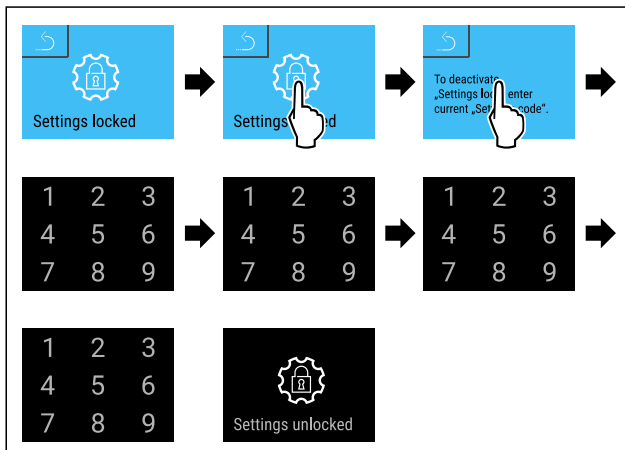 Settings locked
Settings
To deactivate
„Settings enter
current code“.
1 2 3
4 5 6
7 8 9
1 2 3
4 5 6
7 8 9
1 2 3
4 5 6
7 8 9
1 2 3
4 5 6
7 8 9
Settings unlocked